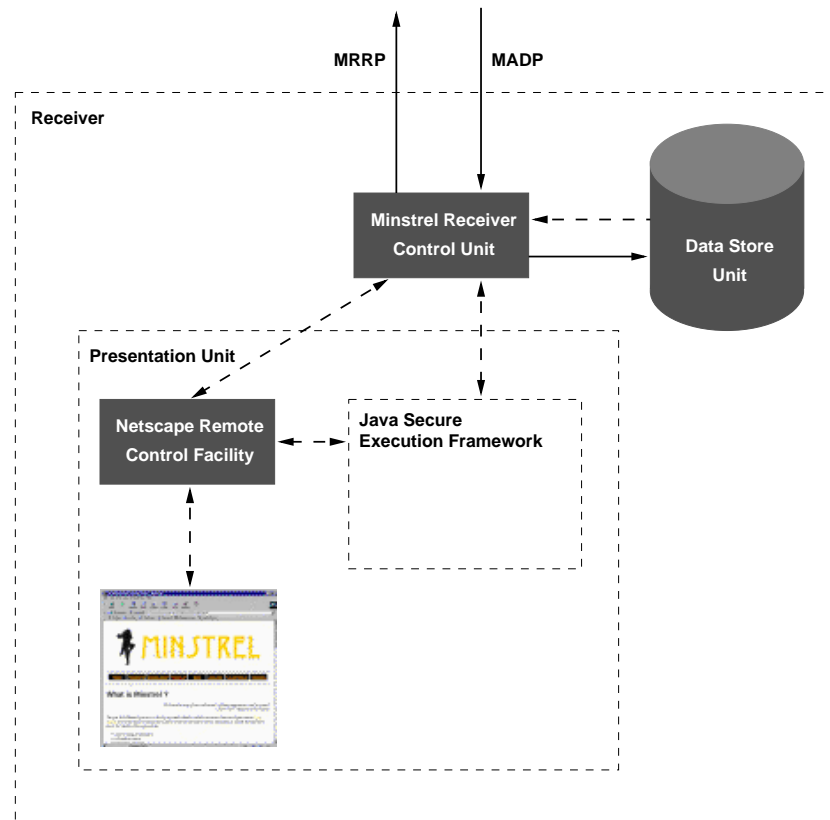 MRRP
MADP
Receiver
Minstrel Receiver
Control Unit
Data Store
Unit
Presentation Unit
Netscape Remote
Control Facility
Java Secure
Execution Framework
MINSTREL
What is Minstrel ?